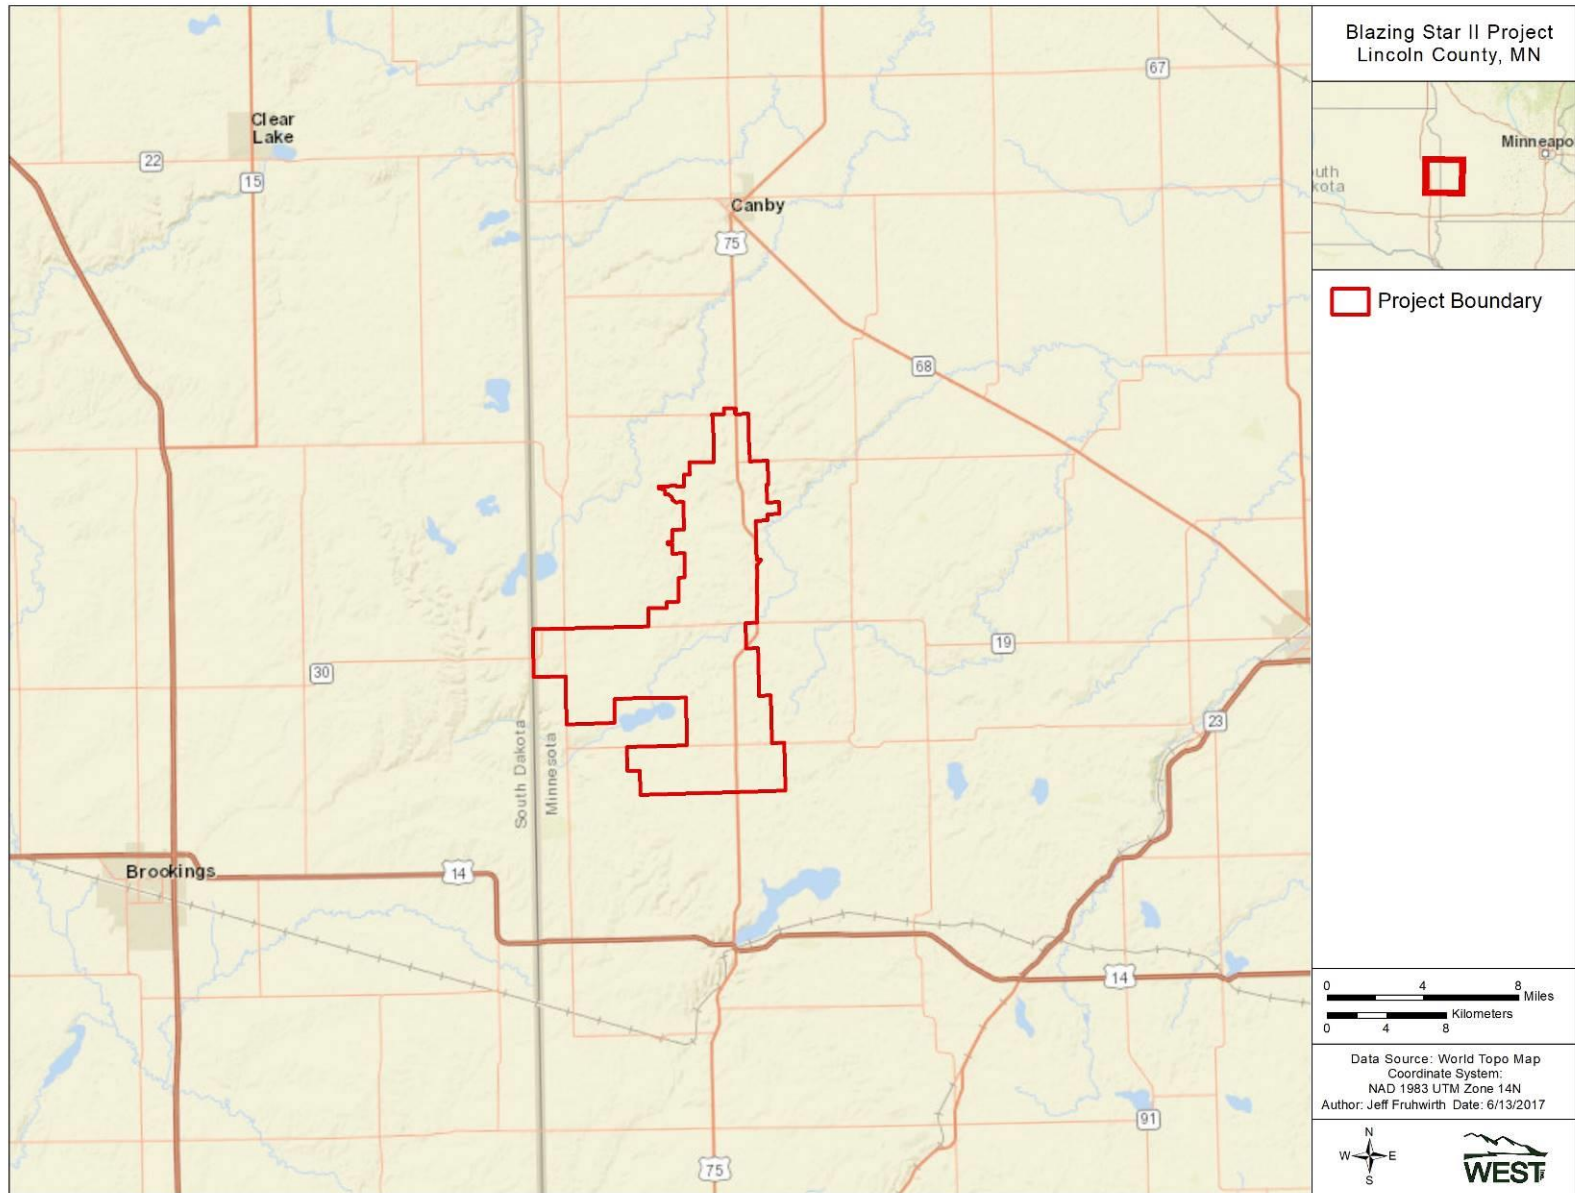 Blazing Star II Project
Lincoln County, MN
Minneapo
uth
kota
Project Boundary
67
Clear
Lake
22
15
Canby
75
68
30
19
23
South Dakota
Minnesota
Brookings
14
14
91
75
0 4 8
Miles
Kilometers
0 4 8
Data Source: World Topo Map
Coordinate System:
NAD 1983 UTM Zone 14N
Author: Jeff Fruhwirth Date: 6/13/2017
N
W E
S
WEST